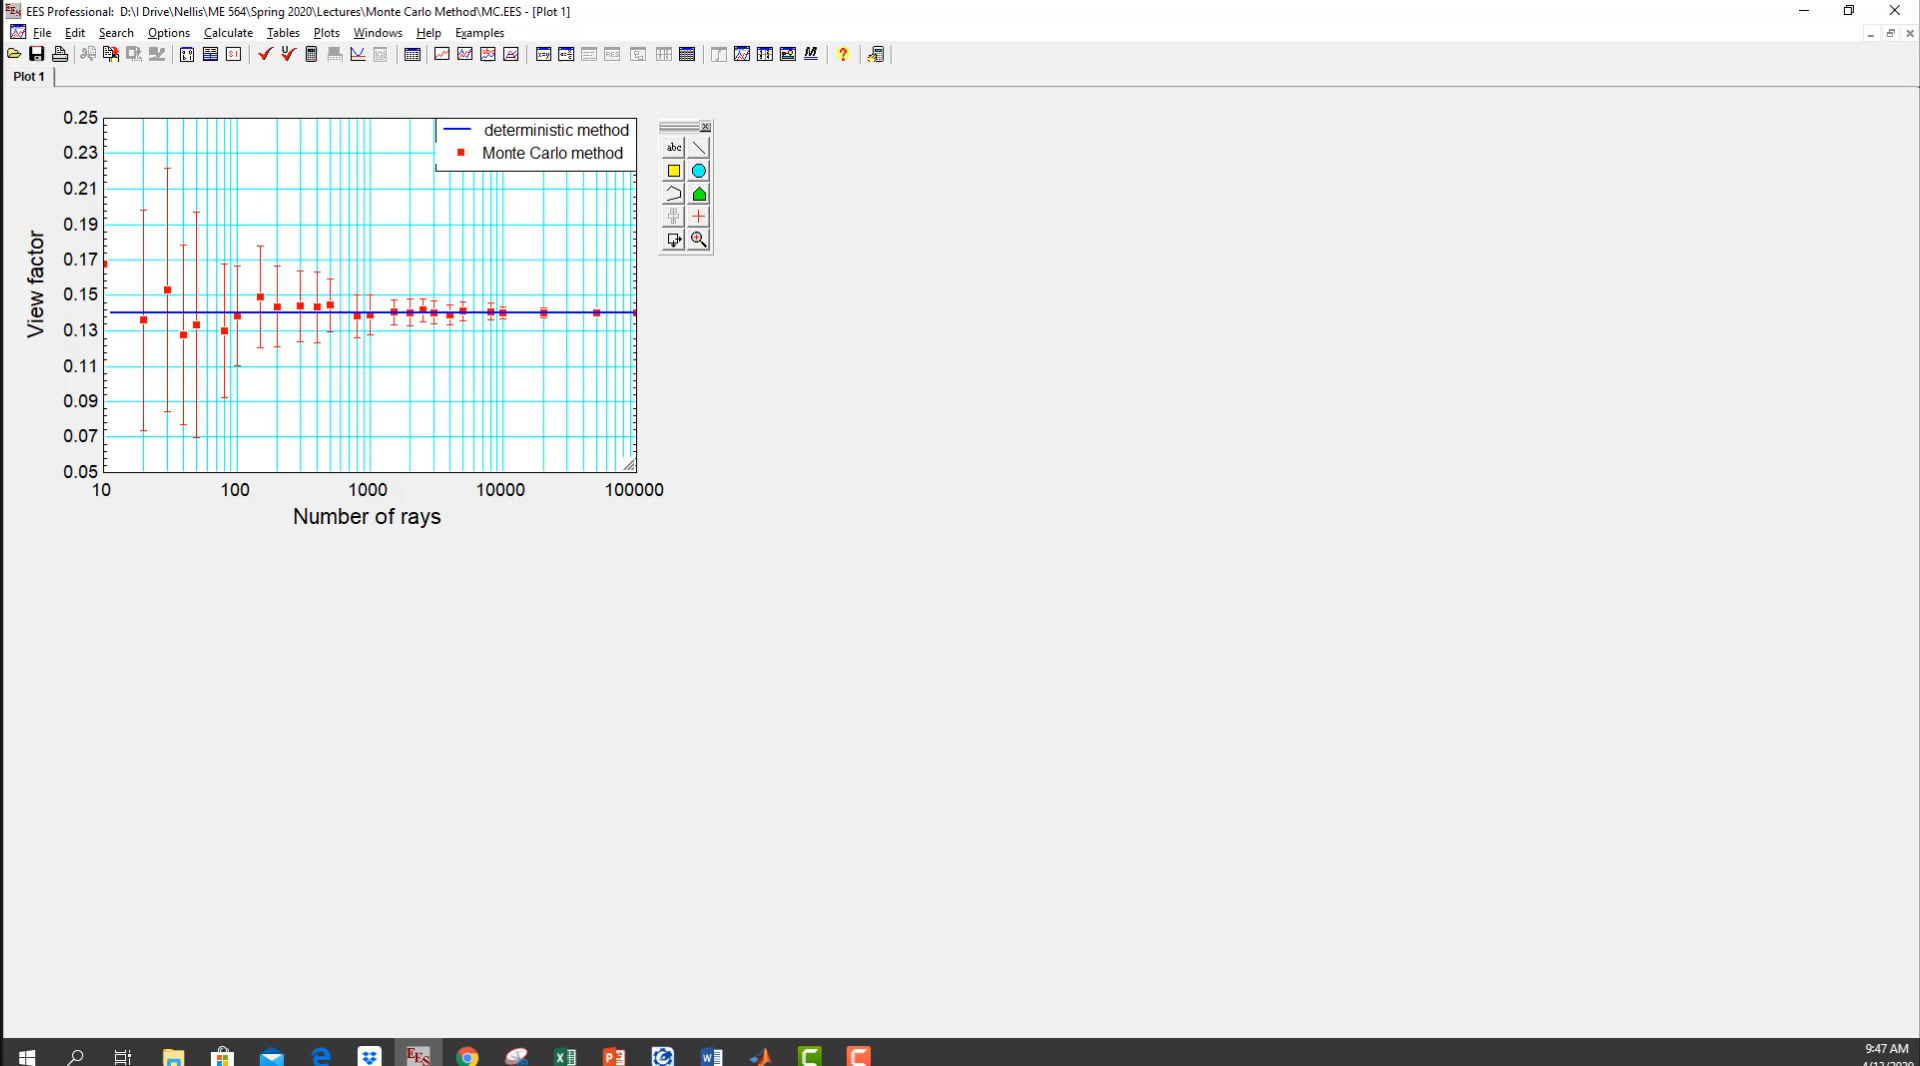 EES Professional: D:\I Drive\Nellis\ME 564\Spring 2020\Lectures\Monte Carlo Method\MC.EES - [Plot 1]
File Edit Search Options Calculate Tables Plots Windows Help Examples
Plot 1
0.25
0.23
0.21
0.19
0.17
0.15
0.13
0.11
0.09
0.07
0.05
View factor
deterministic method
Monte Carlo method
abc
10 100 1000 10000 100000
Number of rays
9:47 AM